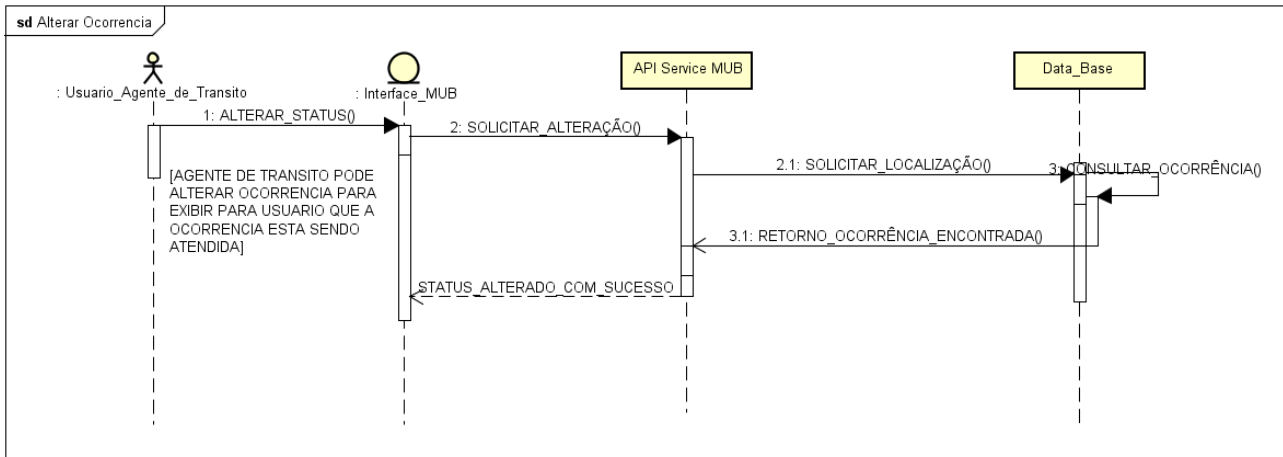 sd Alterar Ocorrencia
: Usuario_Agente_de_Transito
: Interface_MUB
API Service MUB
Data_Base
1: ALTERAR_STATUS()
2: SOLICITAR_ALTERAÇÃO()
2.1: SOLICITAR_LOCALIZAÇÃO()
3: CONSULTAR_OCORRÊNCIA()
[AGENTE DE TRANSITO PODE
ALTERAR OCORRENCIA PARA
EXIBIR PARA USUARIO QUE A
OCORRENCIA ESTA SENDO
ATENDIDA]
3.1: RETORNO_OCORRÊNCIA_ENCONTRADA()
STATUS_ALTERADO_COM_SUCESSO